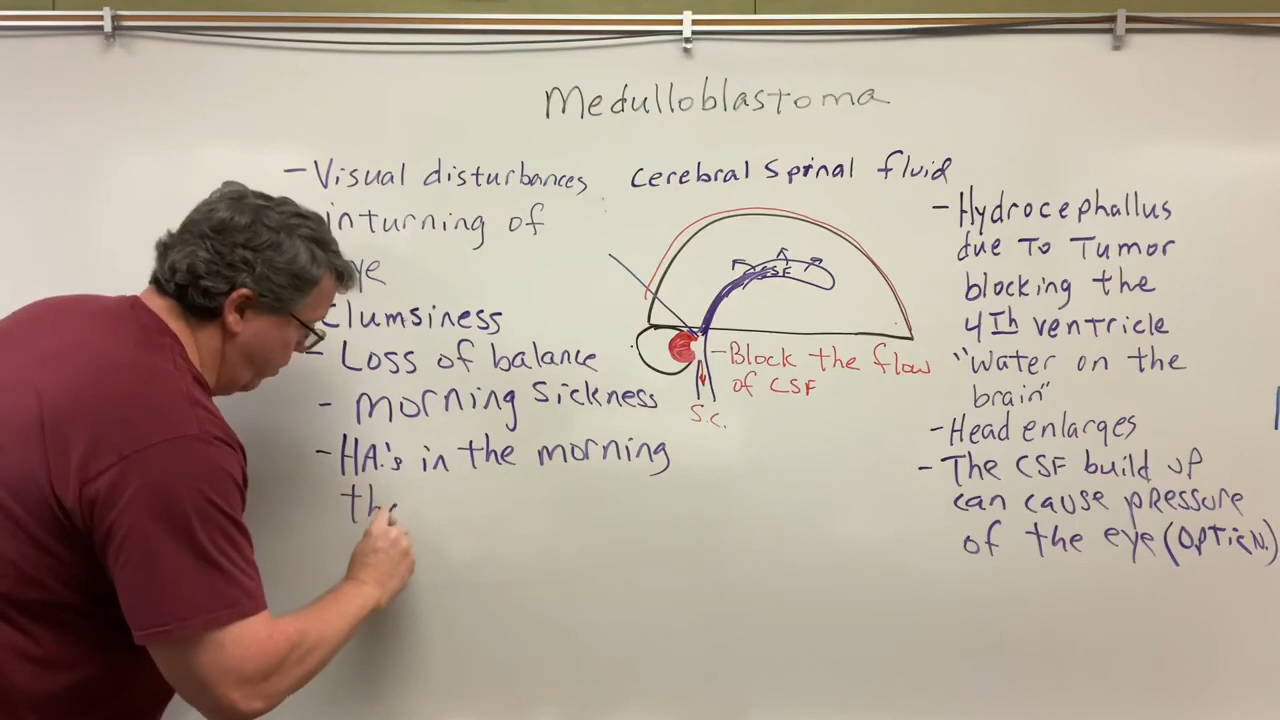 Medulloblastoma
- Visual disturbances
inturning of
ye
Clumsiness
- Loss of balance
- morning Sickness
- HA.'s in the morning
the
cerebral Spinal fluid
CSF
- Block the flow
of CSF
S.C.
- Hydrocephallus
due To Tumor
blocking the
4Th ventricle
"water on the
brain"
- Head enlarges
- The CSF build up
can cause pressure
of the eye (OPTICN.)